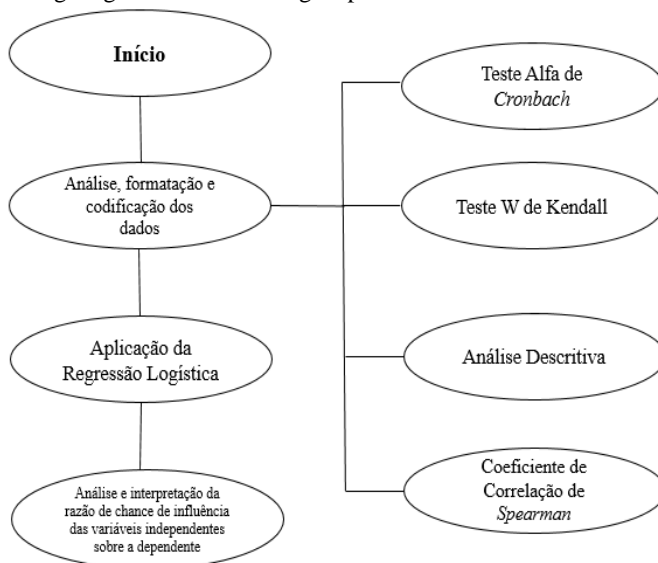 Início
Análise, formatação e
codificação dos
dados
Aplicação da
Regressão Logística
Análise e interpretação da
razão de chance de influência
das variáveis independentes
sobre a dependente
Teste Alfa de
Cronbach
Teste W de Kendall
Análise Descritiva
Coeficiente de
Correlação de
Spearman